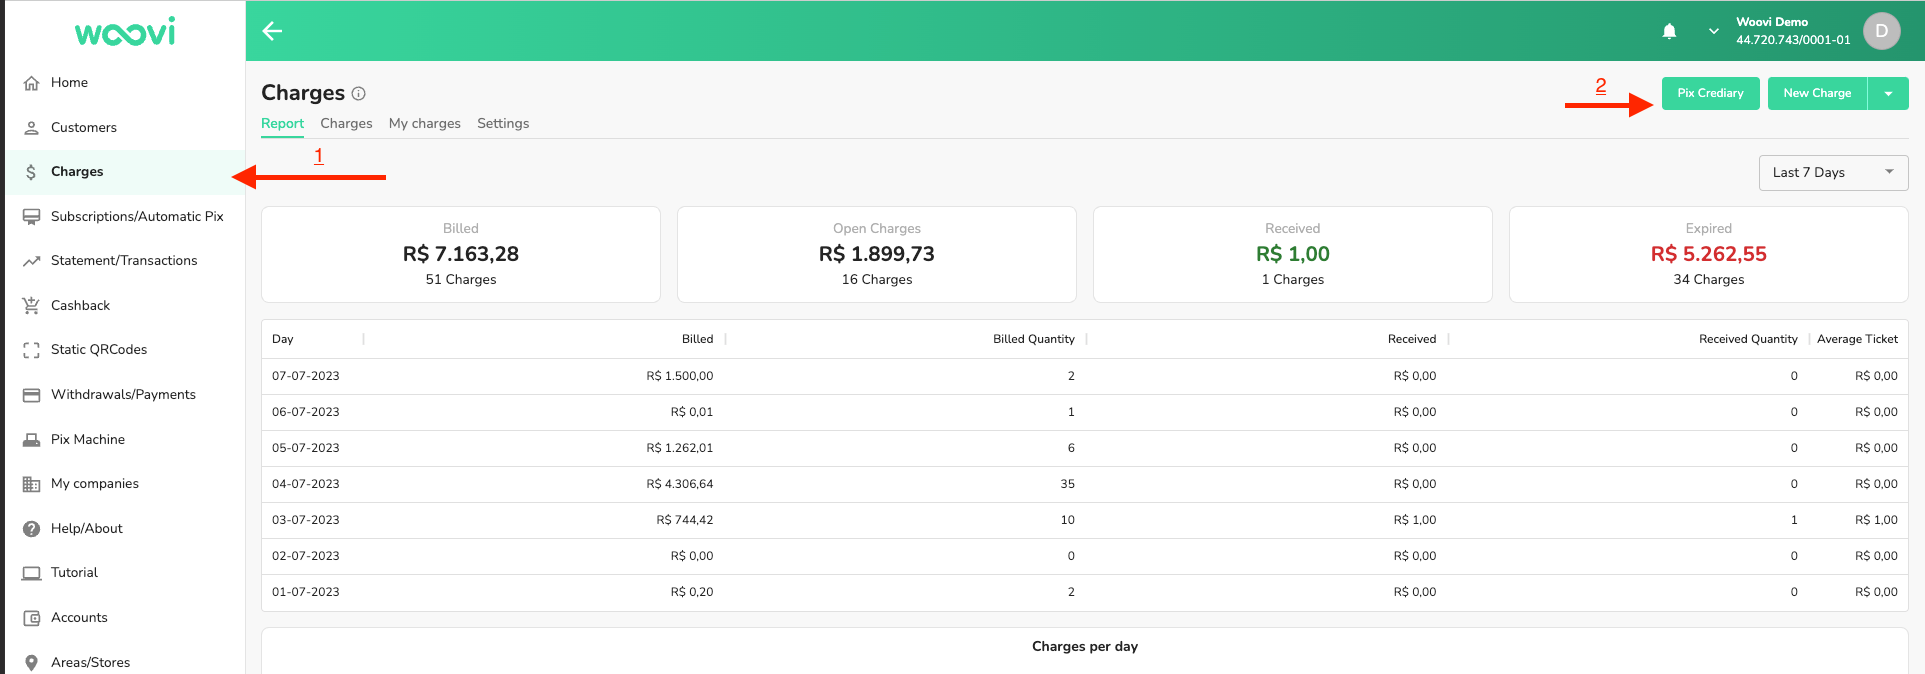 woovi
Woovi Demo
44.720.743/0001-01
D
Home
Customers
Charges
Subscriptions/Automatic Pix
Statement/Transactions
Cashback
Static QRCodes
Withdrawals/Payments
Pix Machine
My companies
Help/About
Tutorial
Accounts
Areas/Stores
Charges
2
Pix Crediary
New Charge
Report Charges My charges Settings
1
Last 7 Days
Billed
R$ 7.163,28
51 Charges
Open Charges
R$ 1.899,73
16 Charges
Received
R$ 1,00
1 Charges
Expired
R$ 5.262,55
34 Charges
Day Billed Billed Quantity Received Received Quantity Average Ticket
07-07-2023 R$ 1.500,00 2 R$ 0,00 0 R$ 0,00
06-07-2023 R$ 0,01 1 R$ 0,00 0 R$ 0,00
05-07-2023 R$ 1.262,01 6 R$ 0,00 0 R$ 0,00
04-07-2023 R$ 4.306,64 35 R$ 0,00 0 R$ 0,00
03-07-2023 R$ 744,42 10 R$ 1,00 1 R$ 1,00
02-07-2023 R$ 0,00 0 R$ 0,00 0 R$ 0,00
01-07-2023 R$ 0,20 2 R$ 0,00 0 R$ 0,00
Charges per day